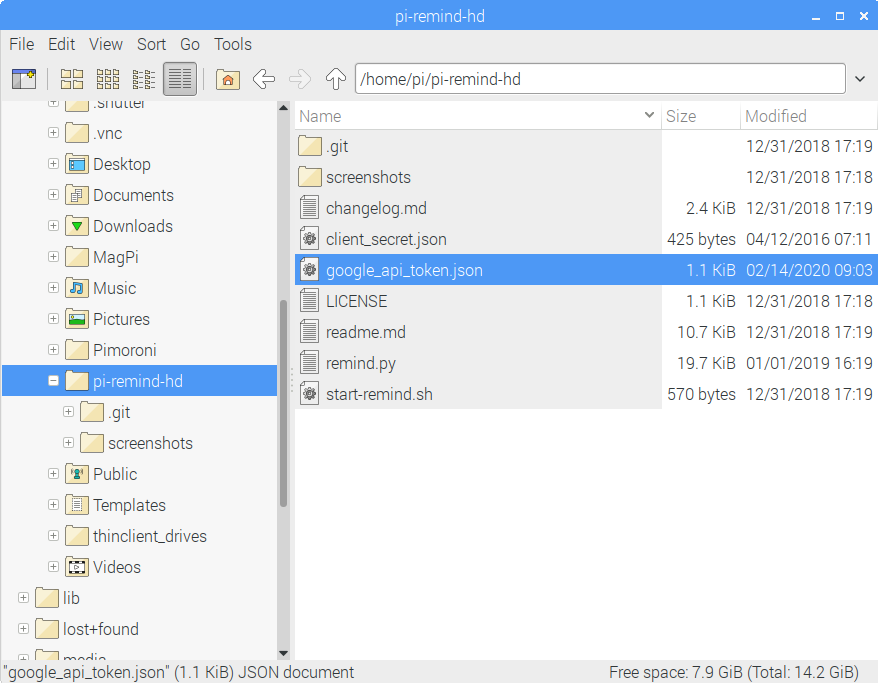 pi-remind-hd
File Edit View Sort Go Tools
/home/pi/pi-remind-hd
.shutter
.vnc
Desktop
Documents
Downloads
MagPi
Music
Pictures
Pimoroni
pi-remind-hd
.git
screenshots
Public
Templates
thinclient_drives
Videos
lib
lost+found
media
Name Size Modified
.git 12/31/2018 17:19
screenshots 12/31/2018 17:18
changelog.md 2.4 KiB 12/31/2018 17:19
client_secret.json 425 bytes 04/12/2016 07:11
google_api_token.json 1.1 KiB 02/14/2020 09:03
LICENSE 1.1 KiB 12/31/2018 17:18
readme.md 10.7 KiB 12/31/2018 17:19
remind.py 19.7 KiB 01/01/2019 16:19
start-remind.sh 570 bytes 12/31/2018 17:19
"google_api_token.json" (1.1 KiB) JSON document Free space: 7.9 GiB (Total: 14.2 GiB)